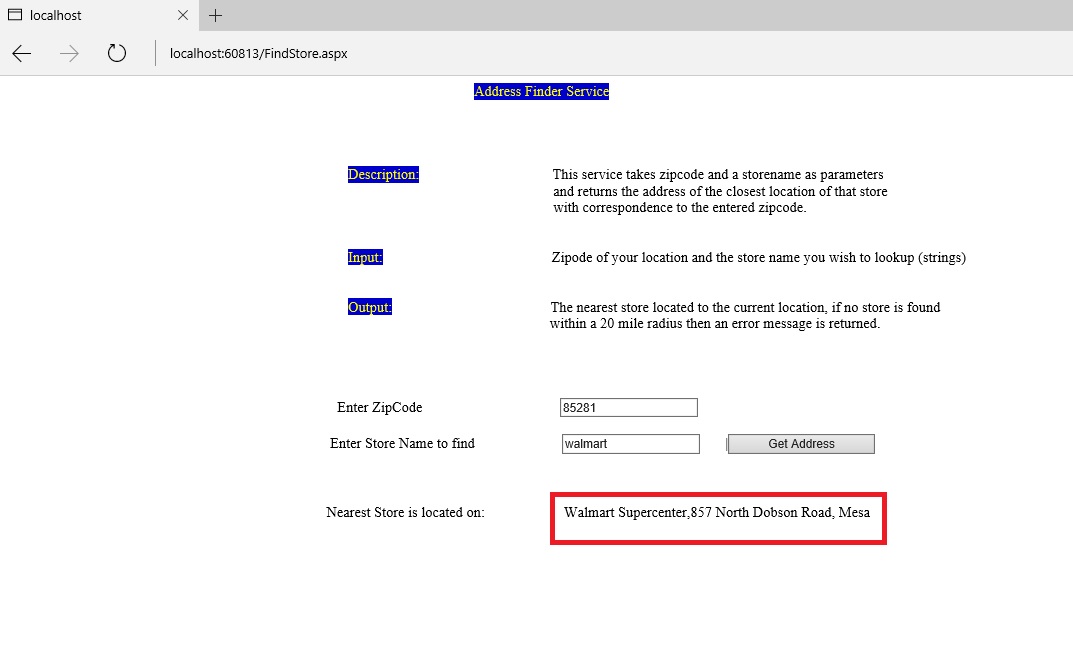 localhost
localhost:60813/FindStore.aspx
Address Finder Service
Description:
This service takes zipcode and a storename as parameters
and returns the address of the closest location of that store
with correspondence to the entered zipcode.
Input:
Zipode of your location and the store name you wish to lookup (strings)
Output:
The nearest store located to the current location, if no store is found
within a 20 mile radius then an error message is returned.
Enter ZipCode
85281
Enter Store Name to find
walmart
Get Address
Nearest Store is located on:
Walmart Supercenter,857 North Dobson Road, Mesa